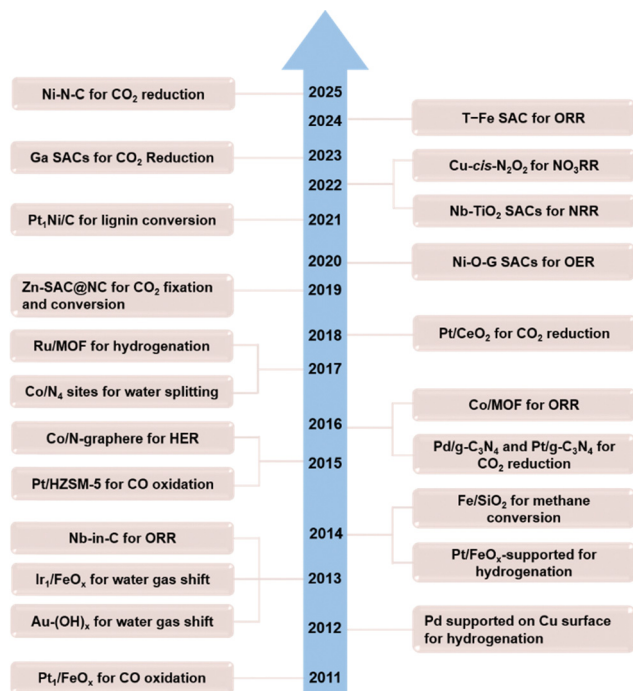 Ni-N-C for CO₂ reduction
2025
2024
T−Fe SAC for ORR
Ga SACs for CO₂ Reduction
2023
Cu-cis-N₂O₂ for NO₃RR
2022
Nb-TiO₂ SACs for NRR
Pt₁Ni/C for lignin conversion
2021
2020
Ni-O-G SACs for OER
Zn-SAC@NC for CO₂ fixation
and conversion
2019
2018
Pt/CeO₂ for CO₂ reduction
Ru/MOF for hydrogenation
2017
Co/N₄ sites for water splitting
Co/MOF for ORR
2016
Co/N-graphere for HER
Pd/g-C₃N₄ and Pt/g-C₃N₄ for
CO₂ reduction
2015
Pt/HZSM-5 for CO oxidation
Fe/SiO₂ for methane
conversion
2014
Nb-in-C for ORR
Pt/FeOₓ-supported for
hydrogenation
Ir₁/FeOₓ for water gas shift
2013
Au-(OH)ₓ for water gas shift
2012
Pd supported on Cu surface
for hydrogenation
Pt₁/FeOₓ for CO oxidation
2011